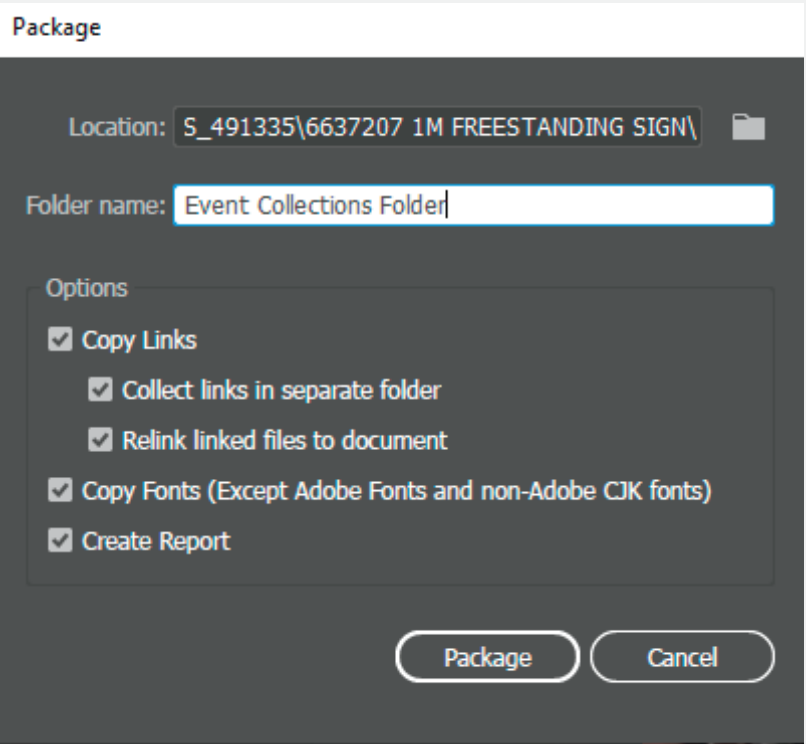 Package
Location: S_491335\6637207 1M FREESTANDING SIGN\
Folder name: Event Collections Folder
Options
Copy Links
Collect links in separate folder
Relink linked files to document
Copy Fonts (Except Adobe Fonts and non-Adobe CJK fonts)
Create Report
Package Cancel